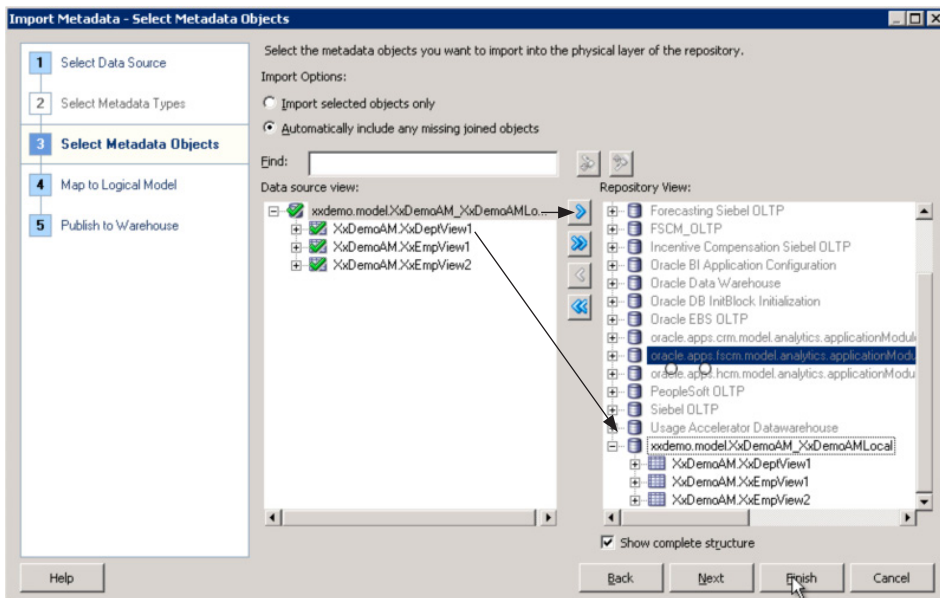 Import Metadata - Select Metadata Objects
1 Select Data Source
2 Select Metadata Types
3 Select Metadata Objects
4 Map to Logical Model
5 Publish to Warehouse
Select the metadata objects you want to import into the physical layer of the repository.
Import Options:
Import selected objects only
Automatically include any missing joined objects
Find:
Data source view:
xxdemo.model.XxDemoAM_XxDemoAMLo...
XxDemoAM.XxDeptView1
XxDemoAM.XxEmpView1
XxDemoAM.XxEmpView2
Repository View:
Forecasting Siebel OLTP
FSCM_OLTP
Incentive Compensation Siebel OLTP
Oracle BI Application Configuration
Oracle Data Warehouse
Oracle DB InitBlock Initialization
Oracle EBS OLTP
oracle.apps.crm.model.analytics.applicationModule
oracle.apps.fscm.model.analytics.applicationModu
oracle.apps.hcm.model.analytics.applicationModu
PeopleSoft OLTP
Siebel OLTP
Usage Accelerator Datawarehouse
xxdemo.model.XxDemoAM_XxDemoAMLocal
XxDemoAM.XxDeptView1
XxDemoAM.XxEmpView1
XxDemoAM.XxEmpView2
Show complete structure
Help
Back
Next
Finish
Cancel